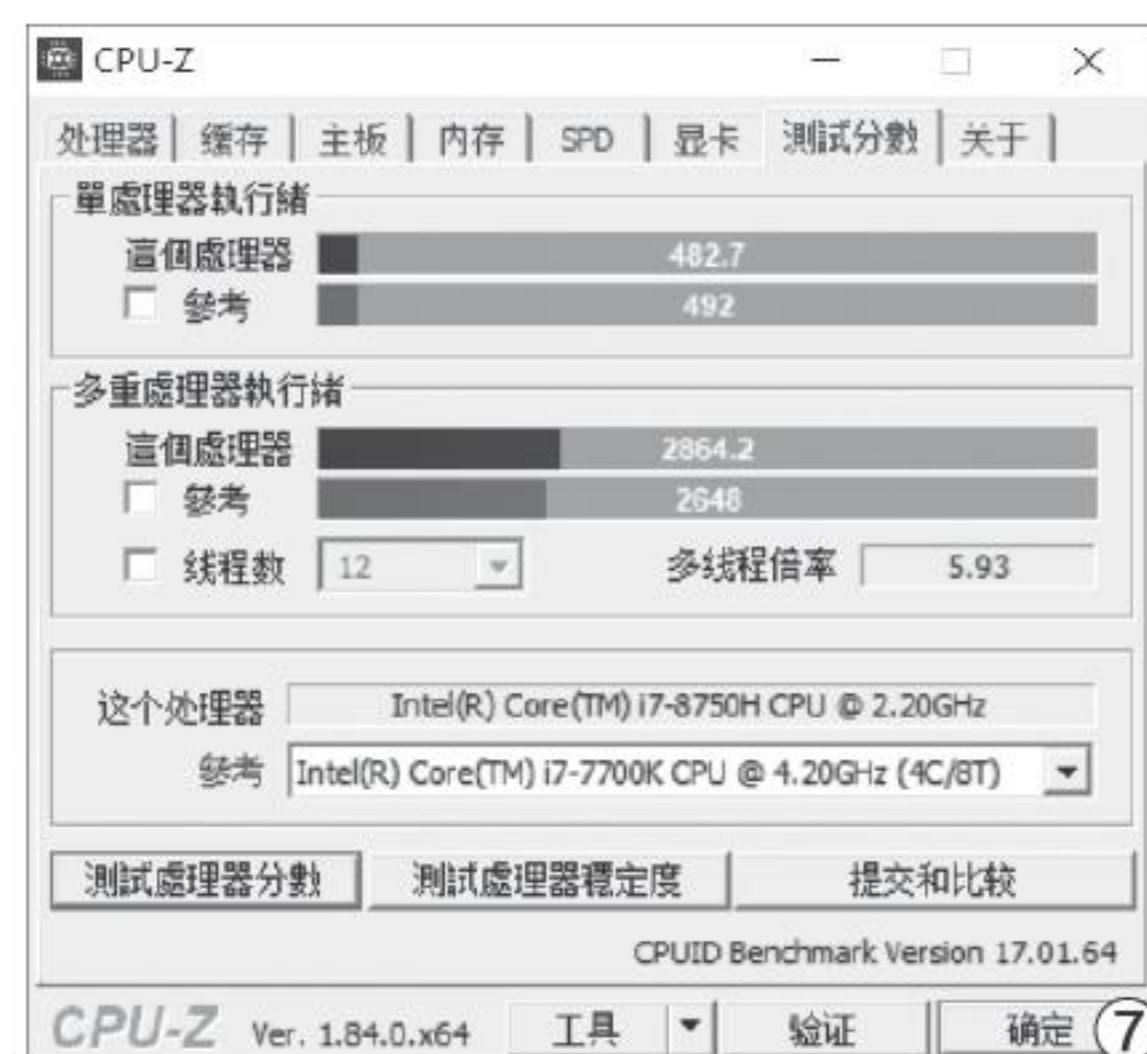 CPU-Z
处理器 缓存 主板 内存 SPD 显卡 測試分數 关于
單處理器執行緒
這個處理器 482.7
參考 492
多重處理器執行緒
這個處理器 2864.2
參考 2648
线程数 12 多线程倍率 5.93
这个处理器 Intel(R) Core(TM) i7-8750H CPU @ 2.20GHz
參考 Intel(R) Core(TM) i7-7700K CPU @ 4.20GHz (4C/8T)
測試處理器分數 測試處理器穩定度 提交和比较
CPUID Benchmark Version 17.01.64
CPU-Z Ver. 1.84.0.x64 工具 验证 确定 ⑦